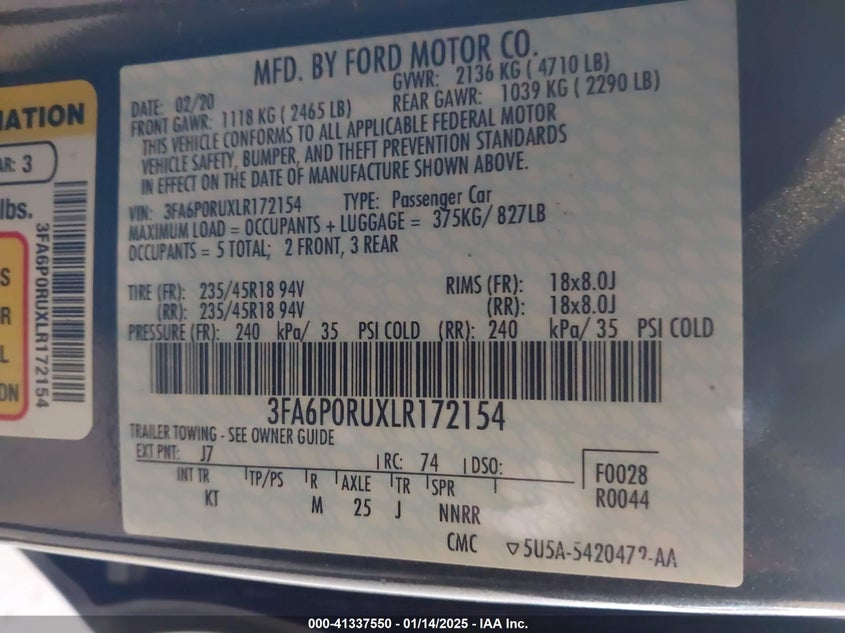 MFD. BY FORD MOTOR CO.
DATE: 02/20 GVWR: 2136 KG ( 4710 LB)
FRONT GAWR: 1118 KG ( 2465 LB) REAR GAWR: 1039 KG ( 2290 LB)
THIS VEHICLE CONFORMS TO ALL APPLICABLE FEDERAL MOTOR
VEHICLE SAFETY, BUMPER, AND THEFT PREVENTION STANDARDS
IN EFFECT ON THE DATE OF MANUFACTURE SHOWN ABOVE.
VIN: 3FA6P0RUXLR172154 TYPE: Passenger Car
MAXIMUM LOAD = OCCUPANTS + LUGGAGE = 375KG/ 827LB
OCCUPANTS = 5 TOTAL; 2 FRONT, 3 REAR
TIRE (FR): 235/45R18 94V RIMS (FR): 18x8.0J
(RR): 235/45R18 94V (RR): 18x8.0J
PRESSURE (FR): 240 kPa/ 35 PSI COLD (RR): 240 kPa/ 35 PSI COLD
3FA6P0RUXLR172154
TRAILER TOWING - SEE OWNER GUIDE
EXT PNT: J7 RC: 74 DSO:
INT TR TP/PS R AXLE TR SPR F0028
KT M 25 J NNRR R0044
CMC 5U5A-5420472-AA
AR: 3
lbs.
3FA6P0RUXLR172154
000-41337550 - 01/14/2025 - IAA Inc.